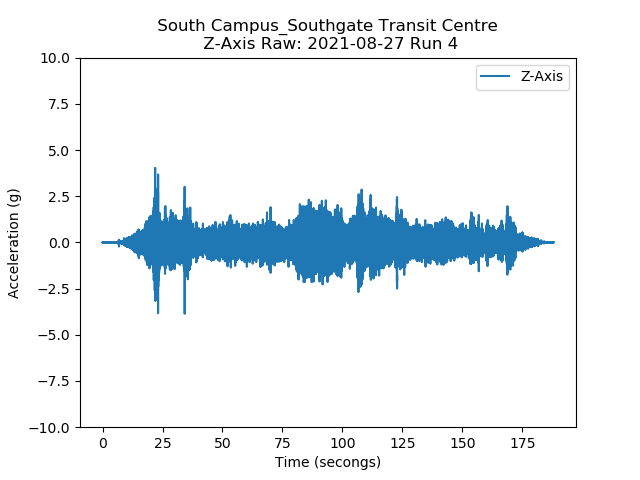 South Campus_Southgate Transit Centre
Z-Axis Raw: 2021-08-27 Run 4
Z-Axis
10.0
7.5
5.0
2.5
0.0
−2.5
−5.0
−7.5
−10.0
Acceleration (g)
0 25 50 75 100 125 150 175
Time (secongs)